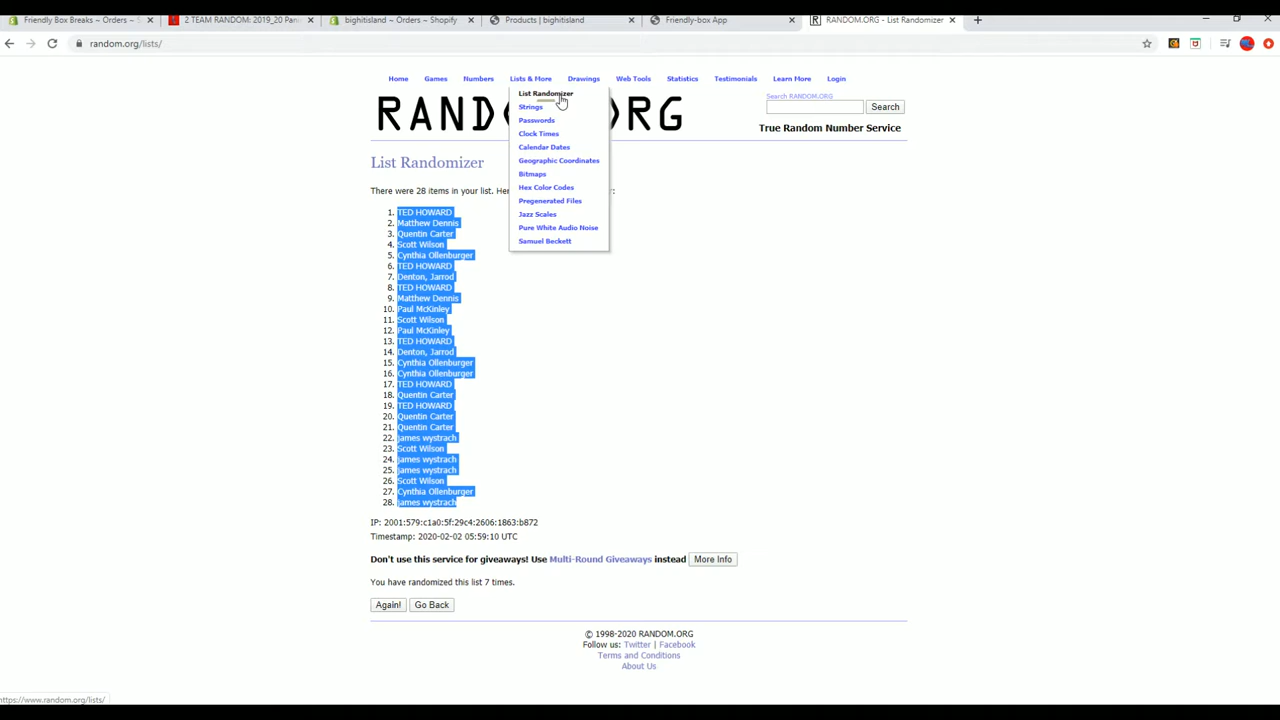 Friendly Box Breaks ~ Orders ~ S
2 TEAM RANDOM: 2019_20 Pani
bighitisland ~ Orders ~ Shopify
Products | bighitisland
Friendly-box App
RANDOM.ORG - List Randomizer
random.org/lists/
Home Games Numbers Lists & More Drawings Web Tools Statistics Testimonials Learn More Login
List Randomizer
Strings
Passwords
Clock Times
Calendar Dates
Geographic Coordinates
Bitmaps
Hex Color Codes
Pregenerated Files
Jazz Scales
Pure White Audio Noise
Samuel Beckett
Search RANDOM.ORG
Search
True Random Number Service
List Randomizer
There were 28 items in your list. Her
1. TED HOWARD
2. Matthew Dennis
3. Quentin Carter
4. Scott Wilson
5. Cynthia Ollenburger
6. TED HOWARD
7. Denton, Jarrod
8. TED HOWARD
9. Matthew Dennis
10. Paul McKinley
11. Scott Wilson
12. Paul McKinley
13. TED HOWARD
14. Denton, Jarrod
15. Cynthia Ollenburger
16. Cynthia Ollenburger
17. TED HOWARD
18. Quentin Carter
19. TED HOWARD
20. Quentin Carter
21. Quentin Carter
22. james wystrach
23. Scott Wilson
24. james wystrach
25. james wystrach
26. Scott Wilson
27. Cynthia Ollenburger
28. james wystrach
IP: 2001:579:c1a0:5f:29c4:2606:1863:b872
Timestamp: 2020-02-02 05:59:10 UTC
Don't use this service for giveaways! Use Multi-Round Giveaways instead More Info
You have randomized this list 7 times.
Again! Go Back
© 1998-2020 RANDOM.ORG
Follow us: Twitter | Facebook
Terms and Conditions
About Us
https://www.random.org/lists/